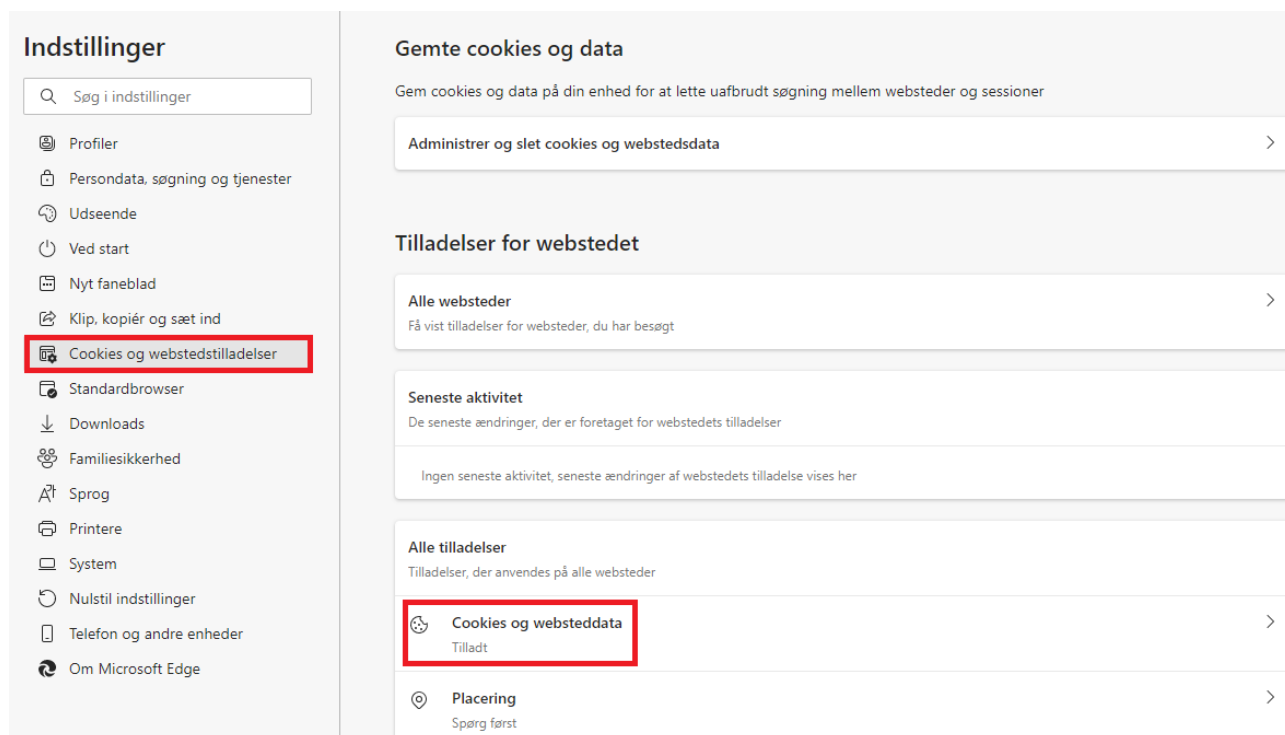 Indstillinger
Søg i indstillinger
Profiler
Persondata, søgning og tjenester
Udseende
Ved start
Nyt faneblad
Klip, kopiér og sæt ind
Cookies og webstedstilladelser
Standardbrowser
Downloads
Familiesikkerhed
Sprog
Printere
System
Nulstil indstillinger
Telefon og andre enheder
Om Microsoft Edge
Gemte cookies og data
Gem cookies og data på din enhed for at lette uafbrudt søgning mellem websteder og sessioner
Administrer og slet cookies og webstedsdata
Tilladelser for webstedet
Alle websteder
Få vist tilladelser for websteder, du har besøgt
Seneste aktivitet
De seneste ændringer, der er foretaget for webstedets tilladelser
Ingen seneste aktivitet, seneste ændringer af webstedets tilladelse vises her
Alle tilladelser
Tilladelser, der anvendes på alle websteder
Cookies og websteddata
Tilladt
Placering
Spørg først